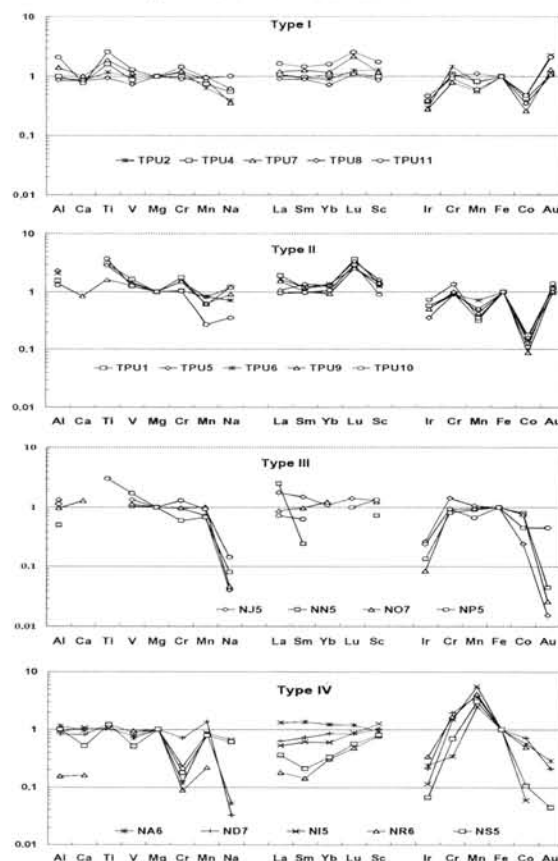 10
Type I
1
0.1
TPU2 TPU4 TPU7 TPU8 TPU11
0.01
Al Ca Ti V Mg Cr Mn Na La Sm Yb Lu Sc Ir Cr Mn Fe Co Au
10
Type II
1
0.1
TPU1 TPU5 TPU6 TPU9 TPU10
0.01
Al Ca Ti V Mg Cr Mn Na La Sm Yb Lu Sc Ir Cr Mn Fe Co Au
10
Type III
1
0.1
NJ5 NN5 NO7 NP5
0.01
Al Ca Ti V Mg Cr Mn Na La Sm Yb Lu Sc Ir Cr Mn Fe Co Au
10
Type IV
1
0.1
NA6 ND7 NI5 NR6 NS5
0.01
Al Ca Ti V Mg Cr Mn Na La Sm Yb Lu Sc Ir Cr Mn Fe Co Au